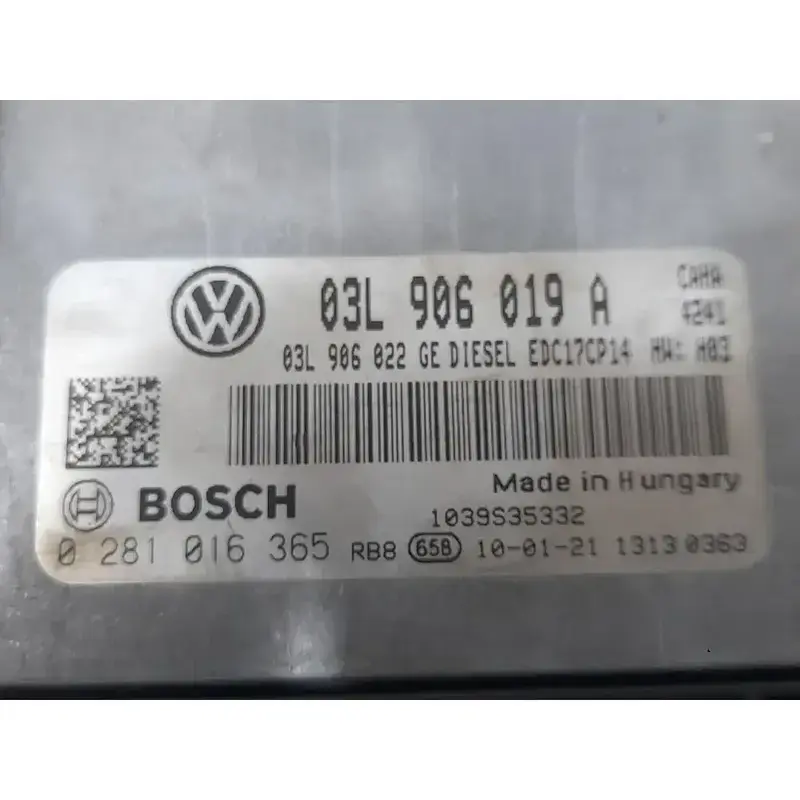 03L 906 019 A CAHA
4241
03L 906 022 GE DIESEL EDC17CP14 HW: H03
Made in Hungary
BOSCH
1039S35332
0 281 016 365 RB8 658 10-01-21 1313 0363